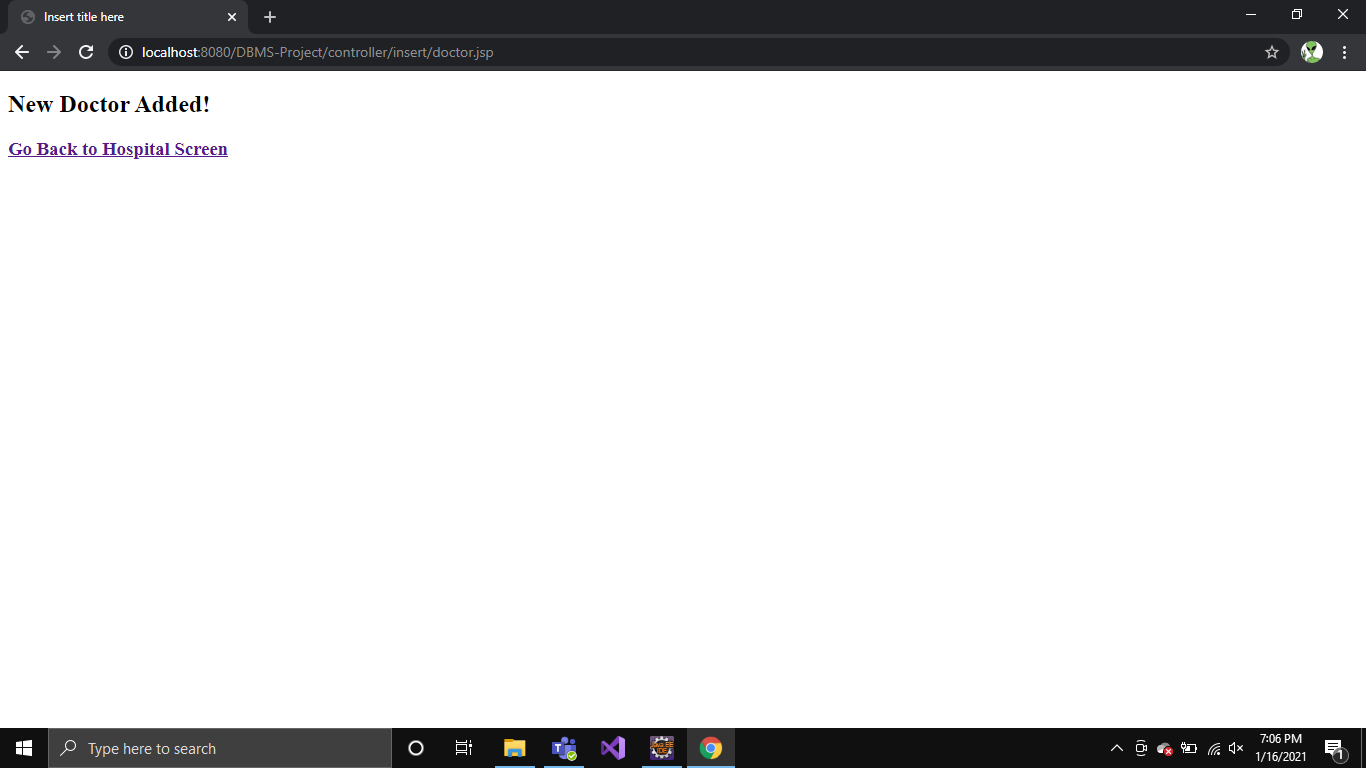 Insert title here
localhost:8080/DBMS-Project/controller/insert/doctor.jsp
New Doctor Added!
Go Back to Hospital Screen
Type here to search
7:06 PM
1/16/2021
1